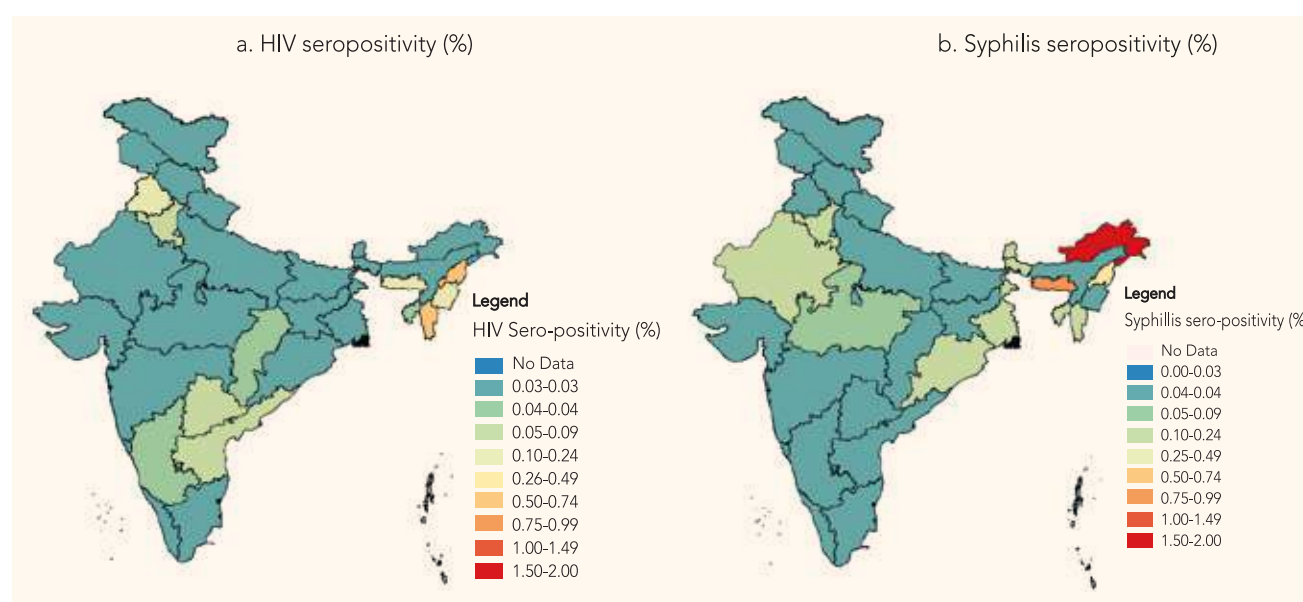 a. HIV seropositivity (%)
b. Syphilis seropositivity (%)
Legend
HIV Sero-positivity (%)
No Data
0.03-0.03
0.04-0.04
0.05-0.09
0.10-0.24
0.26-0.49
0.50-0.74
0.75-0.99
1.00-1.49
1.50-2.00
Legend
Syphillis sero-positivity (%
No Data
0.00-0.03
0.04-0.04
0.05-0.09
0.10-0.24
0.25-0.49
0.50-0.74
0.75-0.99
1.00-1.49
1.50-2.00